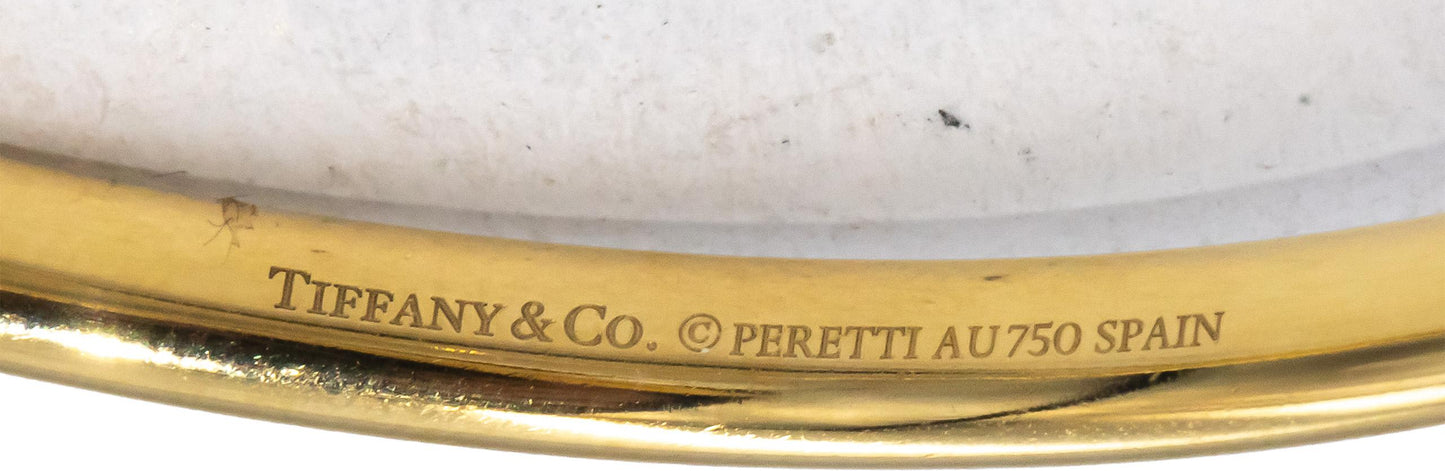 TIFFANY & CO. © PERETTI AU750 SPAIN